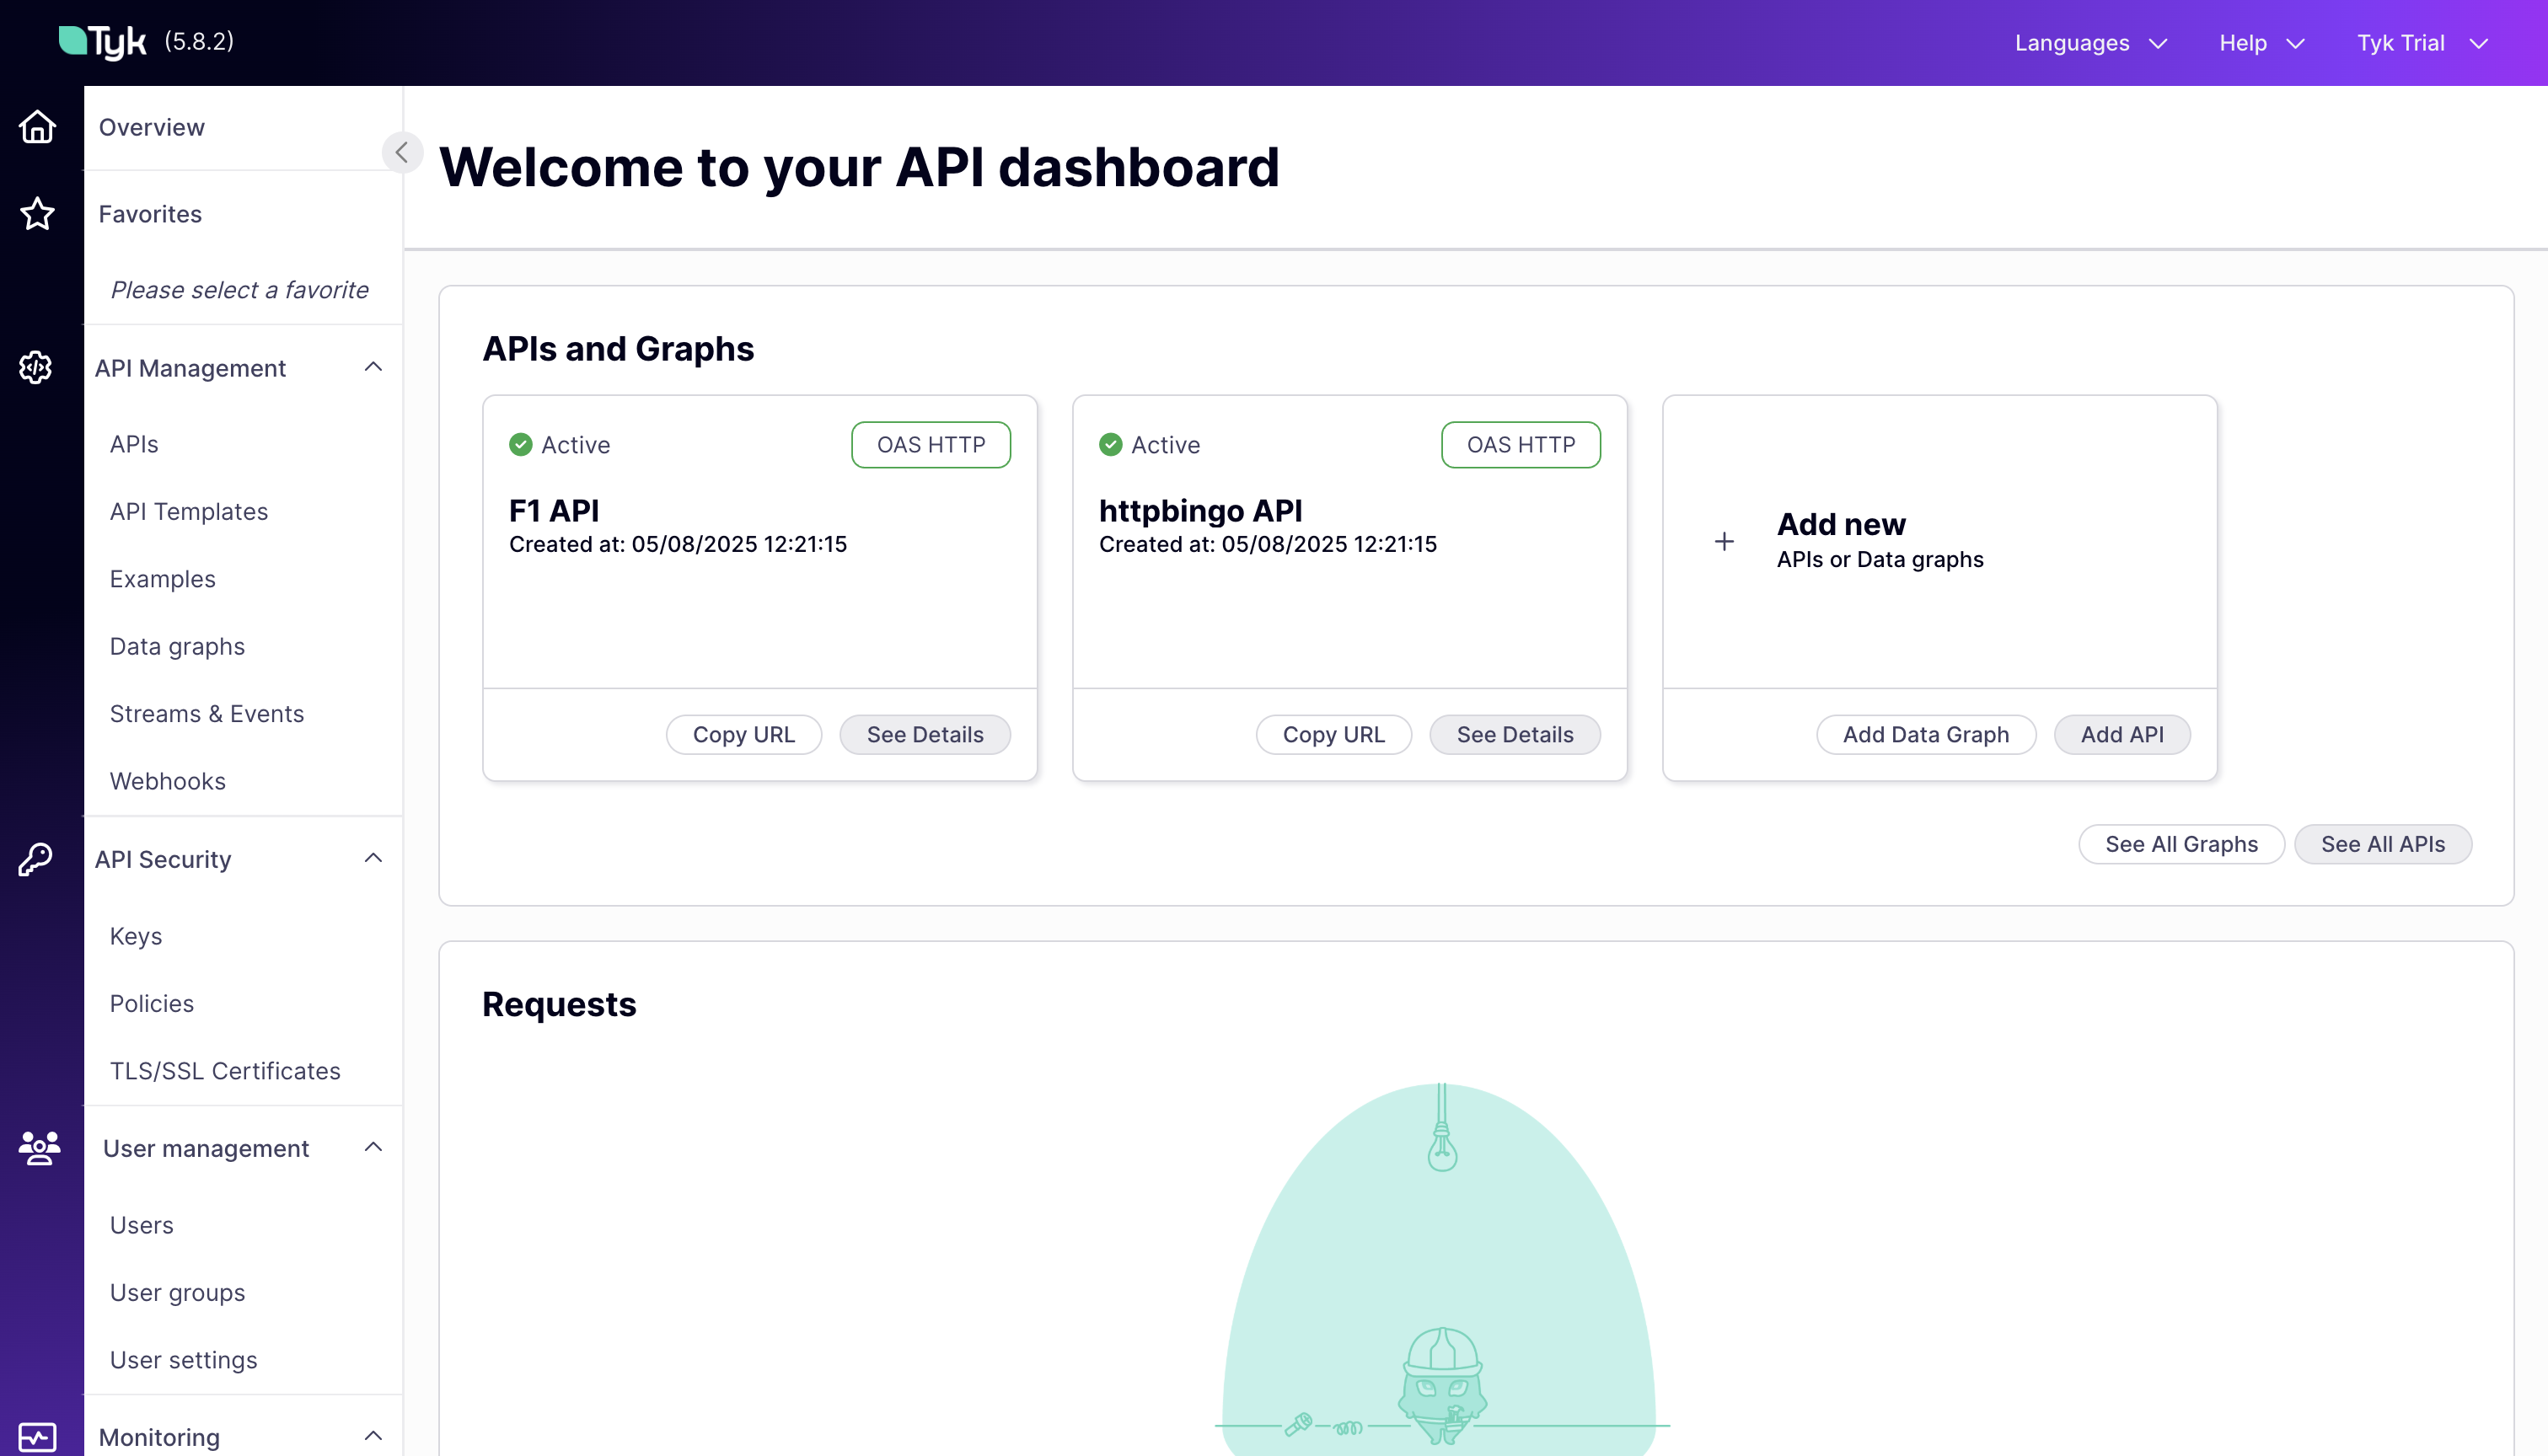 Tyk (5.8.2)
Languages
Help
Tyk Trial
Overview
Favorites
Please select a favorite
API Management
APIs
API Templates
Examples
Data graphs
Streams & Events
Webhooks
API Security
Keys
Policies
TLS/SSL Certificates
User management
Users
User groups
User settings
Monitoring
Welcome to your API dashboard
APIs and Graphs
Active
OAS HTTP
F1 API
Created at: 05/08/2025 12:21:15
Copy URL
See Details
Active
OAS HTTP
httpbingo API
Created at: 05/08/2025 12:21:15
Copy URL
See Details
Add new
APIs or Data graphs
Add Data Graph
Add API
See All Graphs
See All APIs
Requests